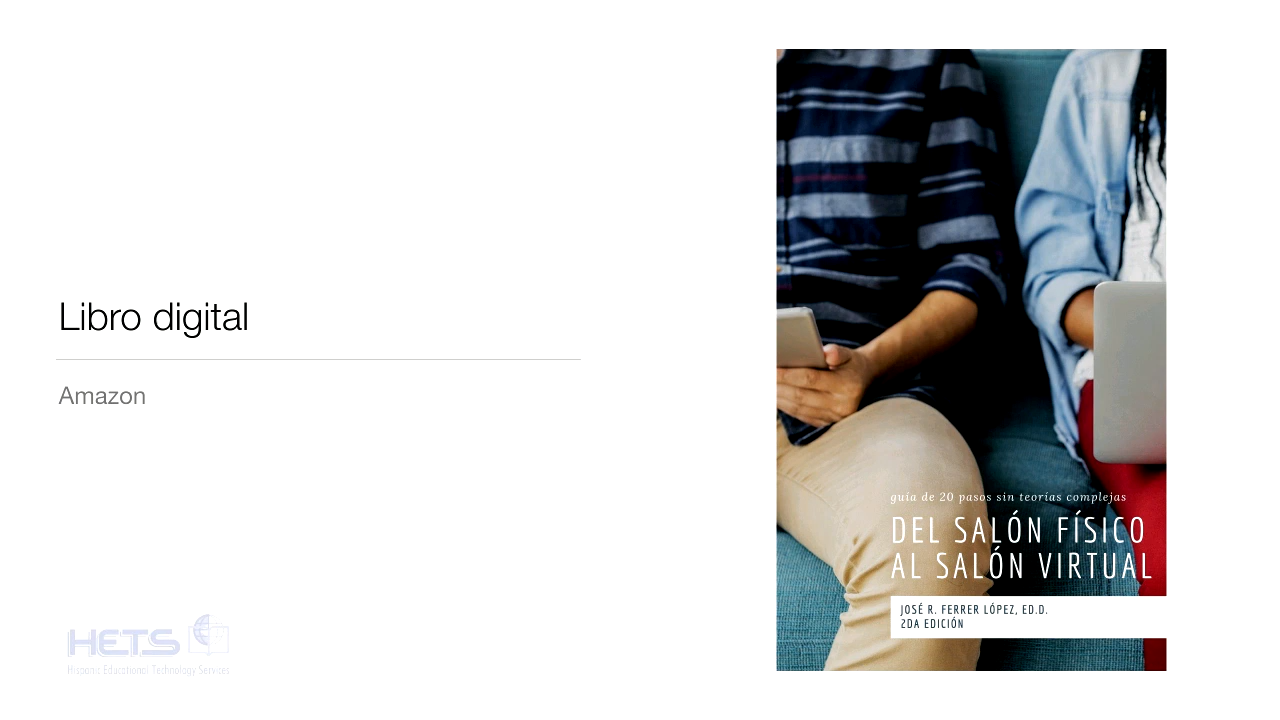 Libro digital
Amazon
HETS
Hispanic Educational Technology Services
guía de 20 pasos sin teorías complejas
DEL SALÓN FÍSICO
AL SALÓN VIRTUAL
JOSÉ R. FERRER LÓPEZ, ED.D.
2DA EDICIÓN